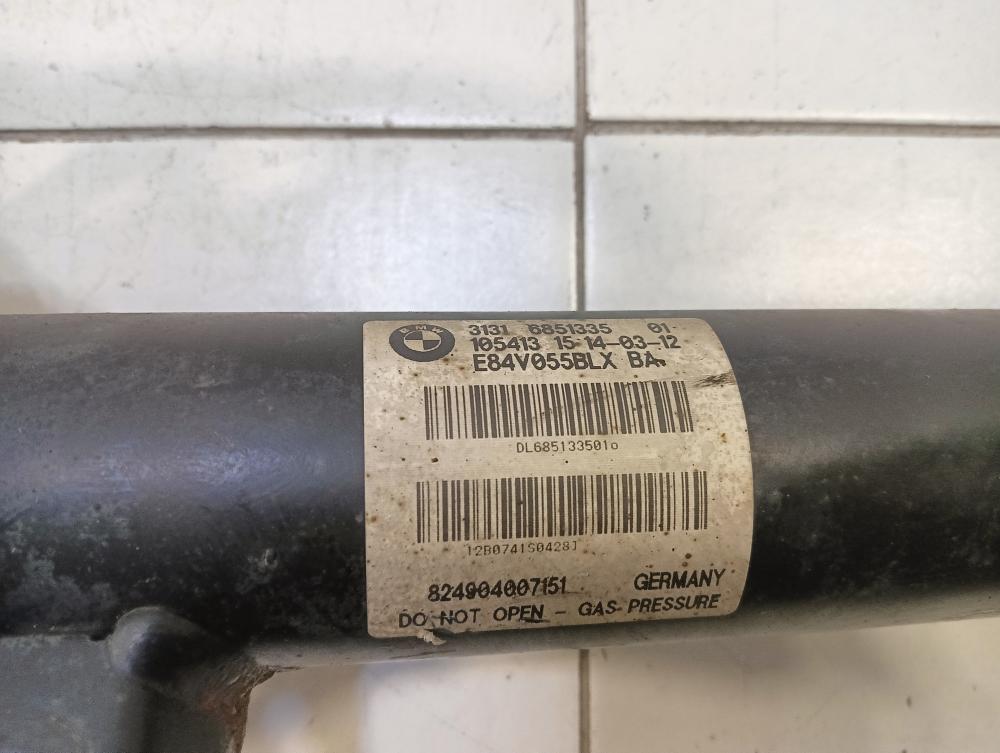 BMW
3131 6851335 01
105413 15-14-03-12
E84V055BLX BA
DL685133501o
12B0741S0428I
824904007151 GERMANY
DO NOT OPEN - GAS PRESSURE